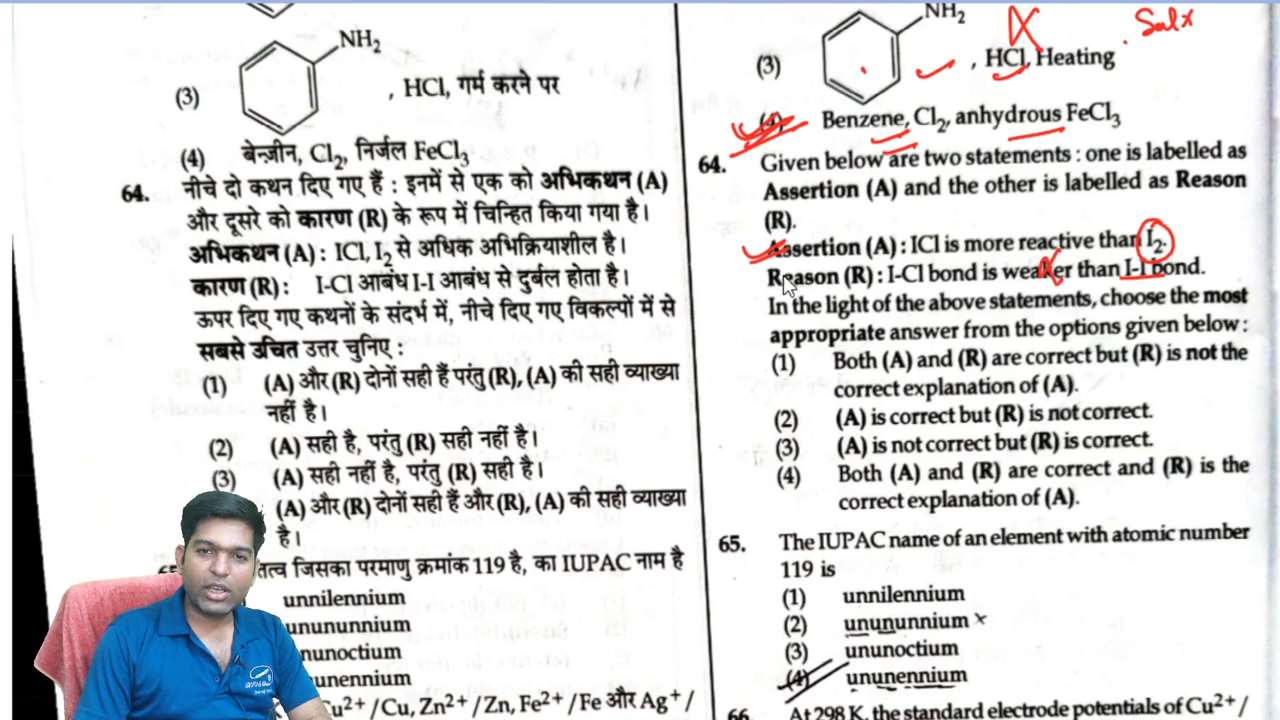 NH2
(3)
, HCl, गर्म करने पर
(4) बेन्ज़ीन, Cl2, निर्जल FeCl3
64. नीचे दो कथन दिए गए हैं : इनमें से एक को अभिकथन (A)
और दूसरे को कारण (R) के रूप में चिन्हित किया गया है।
अभिकथन (A) : ICl, I2 से अधिक अभिक्रियाशील है।
कारण (R) : I-Cl आबंध I-I आबंध से दुर्बल होता है।
ऊपर दिए गए कथनों के संदर्भ में, नीचे दिए गए विकल्पों में से
सबसे उचित उत्तर चुनिए :
(1) (A) और (R) दोनों सही हैं परंतु (R), (A) की सही व्याख्या
नहीं है।
(2) (A) सही है, परंतु (R) सही नहीं है।
(3) (A) सही नहीं है, परंतु (R) सही है।
(A) और (R) दोनों सही हैं और (R), (A) की सही व्याख्या
है।
जिसका परमाणु क्रमांक 119 है, का IUPAC नाम है
unnilennium
unununnium
nunoctium
unennium
Cu2+/Cu, Zn2+/Zn, Fe2+/Fe और Ag+/
NH2
Salx
(3) , HCl, Heating
(4) Benzene, Cl2, anhydrous FeCl3
64. Given below are two statements : one is labelled as
Assertion (A) and the other is labelled as Reason
(R).
Assertion (A) : ICl is more reactive than I2.
Reason (R) : I-Cl bond is weaker than I-I bond.
In the light of the above statements, choose the most
appropriate answer from the options given below :
(1) Both (A) and (R) are correct but (R) is not the
correct explanation of (A).
(2) (A) is correct but (R) is not correct.
(3) (A) is not correct but (R) is correct.
(4) Both (A) and (R) are correct and (R) is the
correct explanation of (A).
65. The IUPAC name of an element with atomic number
119 is
(1) unnilennium
(2) unununnium x
(3) ununoctium
(4) ununennium
66. At 298 K, the standard electrode potentials of Cu2+/